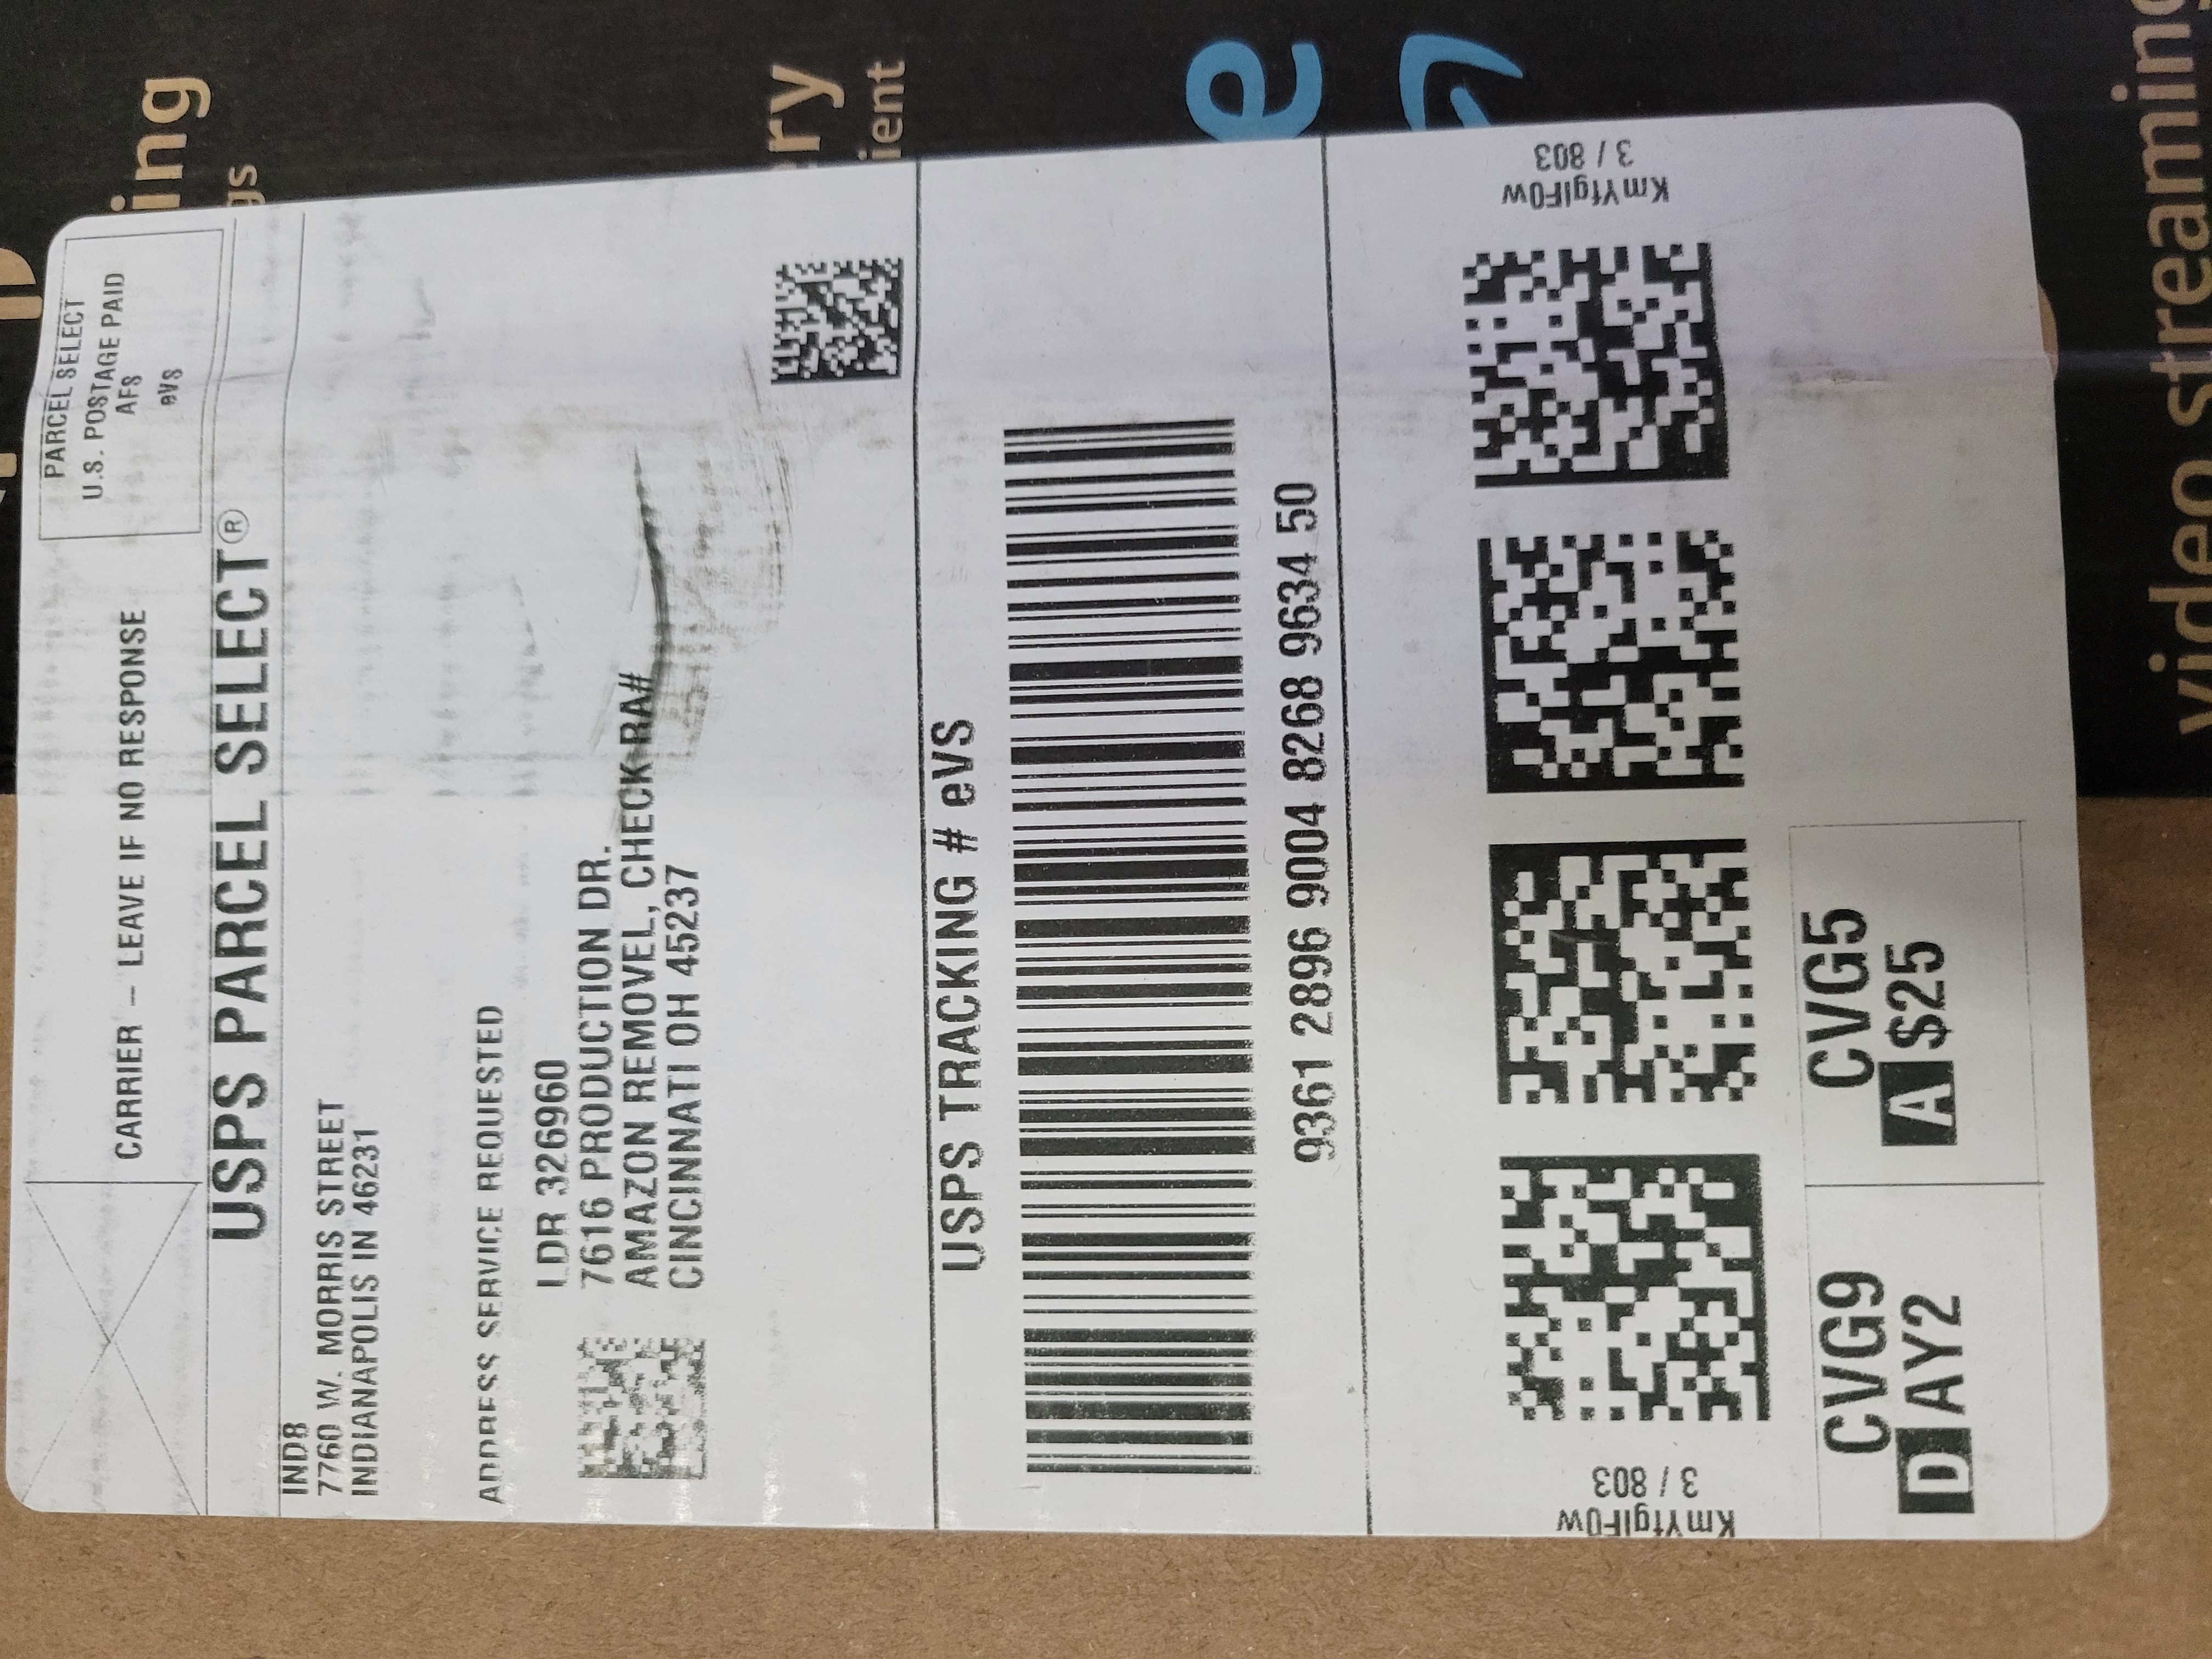 PARCEL SELECT
U.S. POSTAGE PAID
AFS
eVS
CARRIER – LEAVE IF NO RESPONSE
USPS PARCEL SELECT®
IND8
7760 W. MORRIS STREET
INDIANAPOLIS IN 46231
ADDRESS SERVICE REQUESTED
LDR 326960
7616 PRODUCTION DR.
AMAZON REMOVEL, CHECK RA#
CINCINNATI OH 45237
USPS TRACKING # eVS
9361 2896 9004 8268 9634 50
KmYfglF0w
3 / 803
KmYfglF0w
3 / 803
CVG9
D AY2
CVG5
A $25
ing
gs
ry
ient
e
video streaming